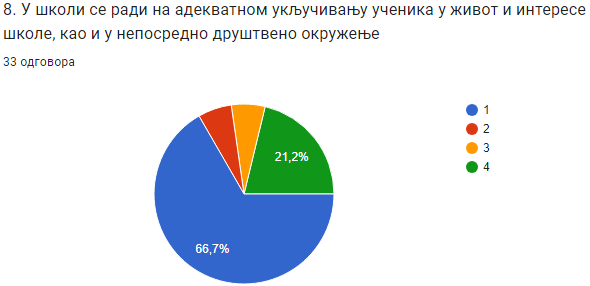 8. У школи се ради на адекватном укључивању ученика у живот и интересе
школе, као и у непосредно друштвено окружење
33 одговора
1
2
3
4
21,2%
66,7%